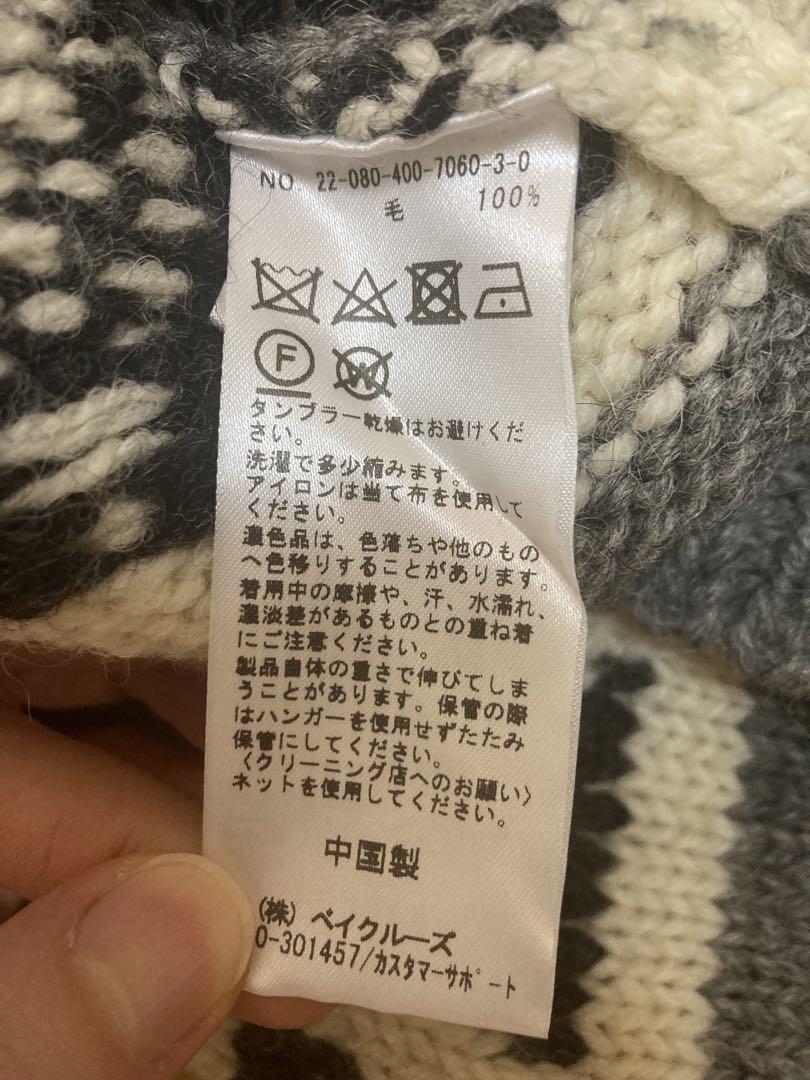 NO 22-080-400-7060-3-0
毛 100%
F
W
タンブラー乾燥はお避けくだ
さい。
洗濯で多少縮みます。
アイロンは当て布を使用して
ください。
濃色品は、色落ちや他のもの
へ色移りすることがあります。
着用中の摩擦や、汗、水濡れ、
濃淡差があるものとの重ね着
にご注意ください。
製品自体の重さで伸びてしま
うことがあります。保管の際
はハンガーを使用せずたたみ
保管にしてください。
〈クリーニング店へのお願い〉
ネットを使用してください。
中国製
(株) ベイクルーズ
0-301457/カスタマーサポート